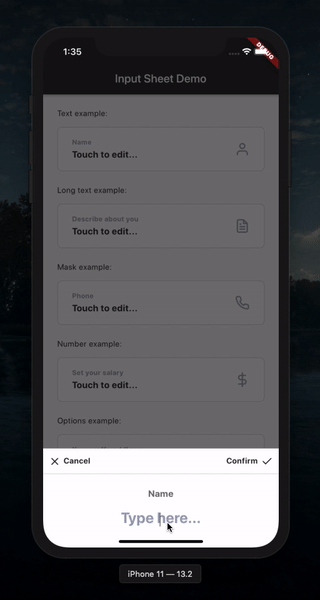 1:35
DEBUG
Input Sheet Demo
Text example:
Name
Touch to edit...
Long text example:
Describe about you
Touch to edit...
Mask example:
Phone
Touch to edit...
Number example:
Set your salary
Touch to edit...
Options example:
Cancel
Confirm
Name
Type here...
iPhone 11 — 13.2